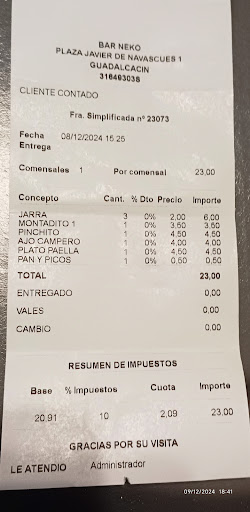 BAR NEKO
PLAZA JAVIER DE NAVASCUES 1
GUADALCACIN
316493036
CLIENTE CONTADO
Fra. Simplificada nº 23073
Fecha 08/12/2024 15:25
Entrega
Comensales 1 Por comensal 23,00
Concepto Cant. % Dto Precio Importe
JARRA 3 0% 2,00 6,00
MONTADITO 1 1 0% 3,50 3,50
PINCHITO 1 0% 4,50 4,50
AJO CAMPERO 1 0% 4,00 4,00
PLATO PAELLA 1 0% 4,50 4,50
PAN Y PICOS 1 0% 0,50 0,50
TOTAL 23,00
ENTREGADO 0,00
VALES 0,00
CAMBIO 0,00
RESUMEN DE IMPUESTOS
Base % Impuestos Cuota Importe
20,91 10 2,09 23,00
GRACIAS POR SU VISITA
LE ATENDIO Administrador
09/12/2024 18:41